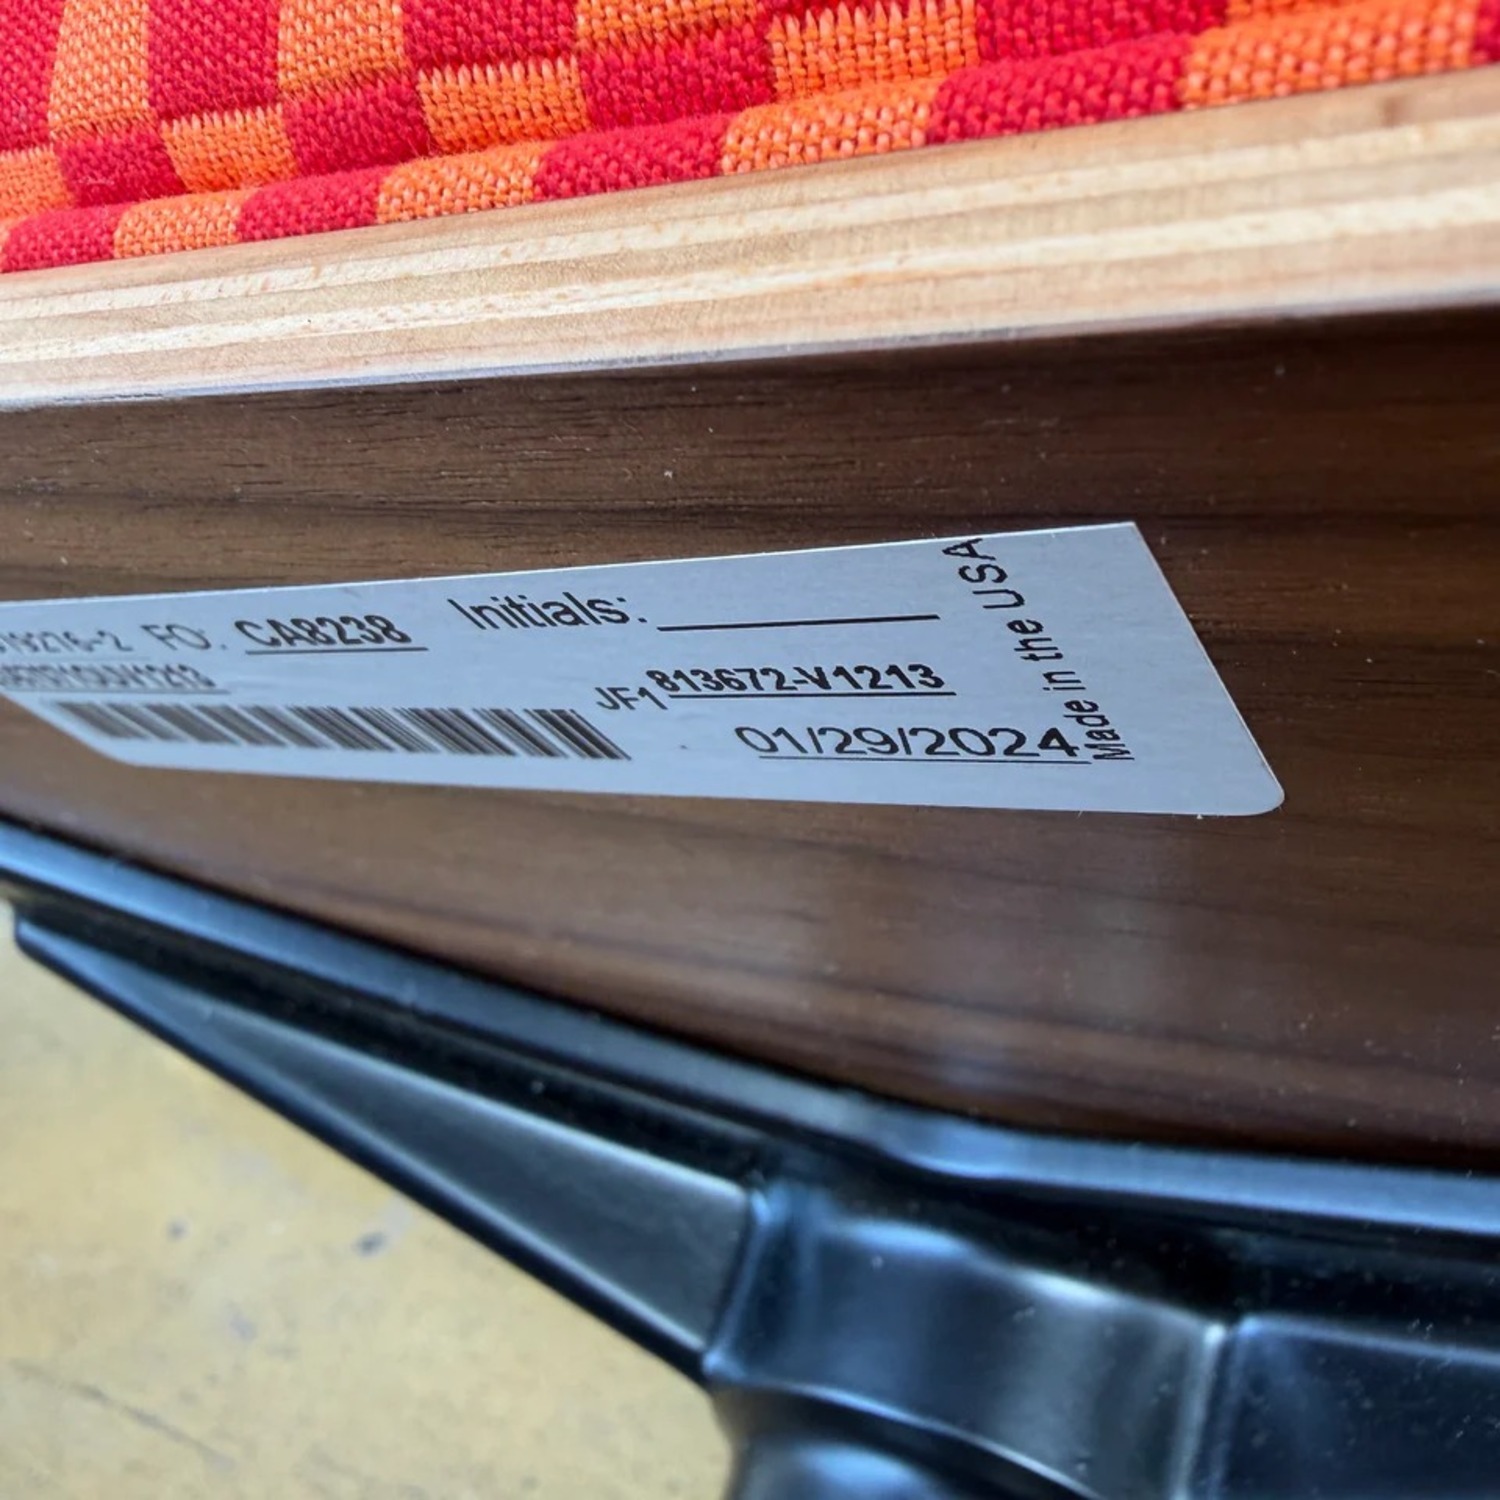 FO: CA8238 Initials:
JF1 813672-V1213
01/29/2024
Made in the USA